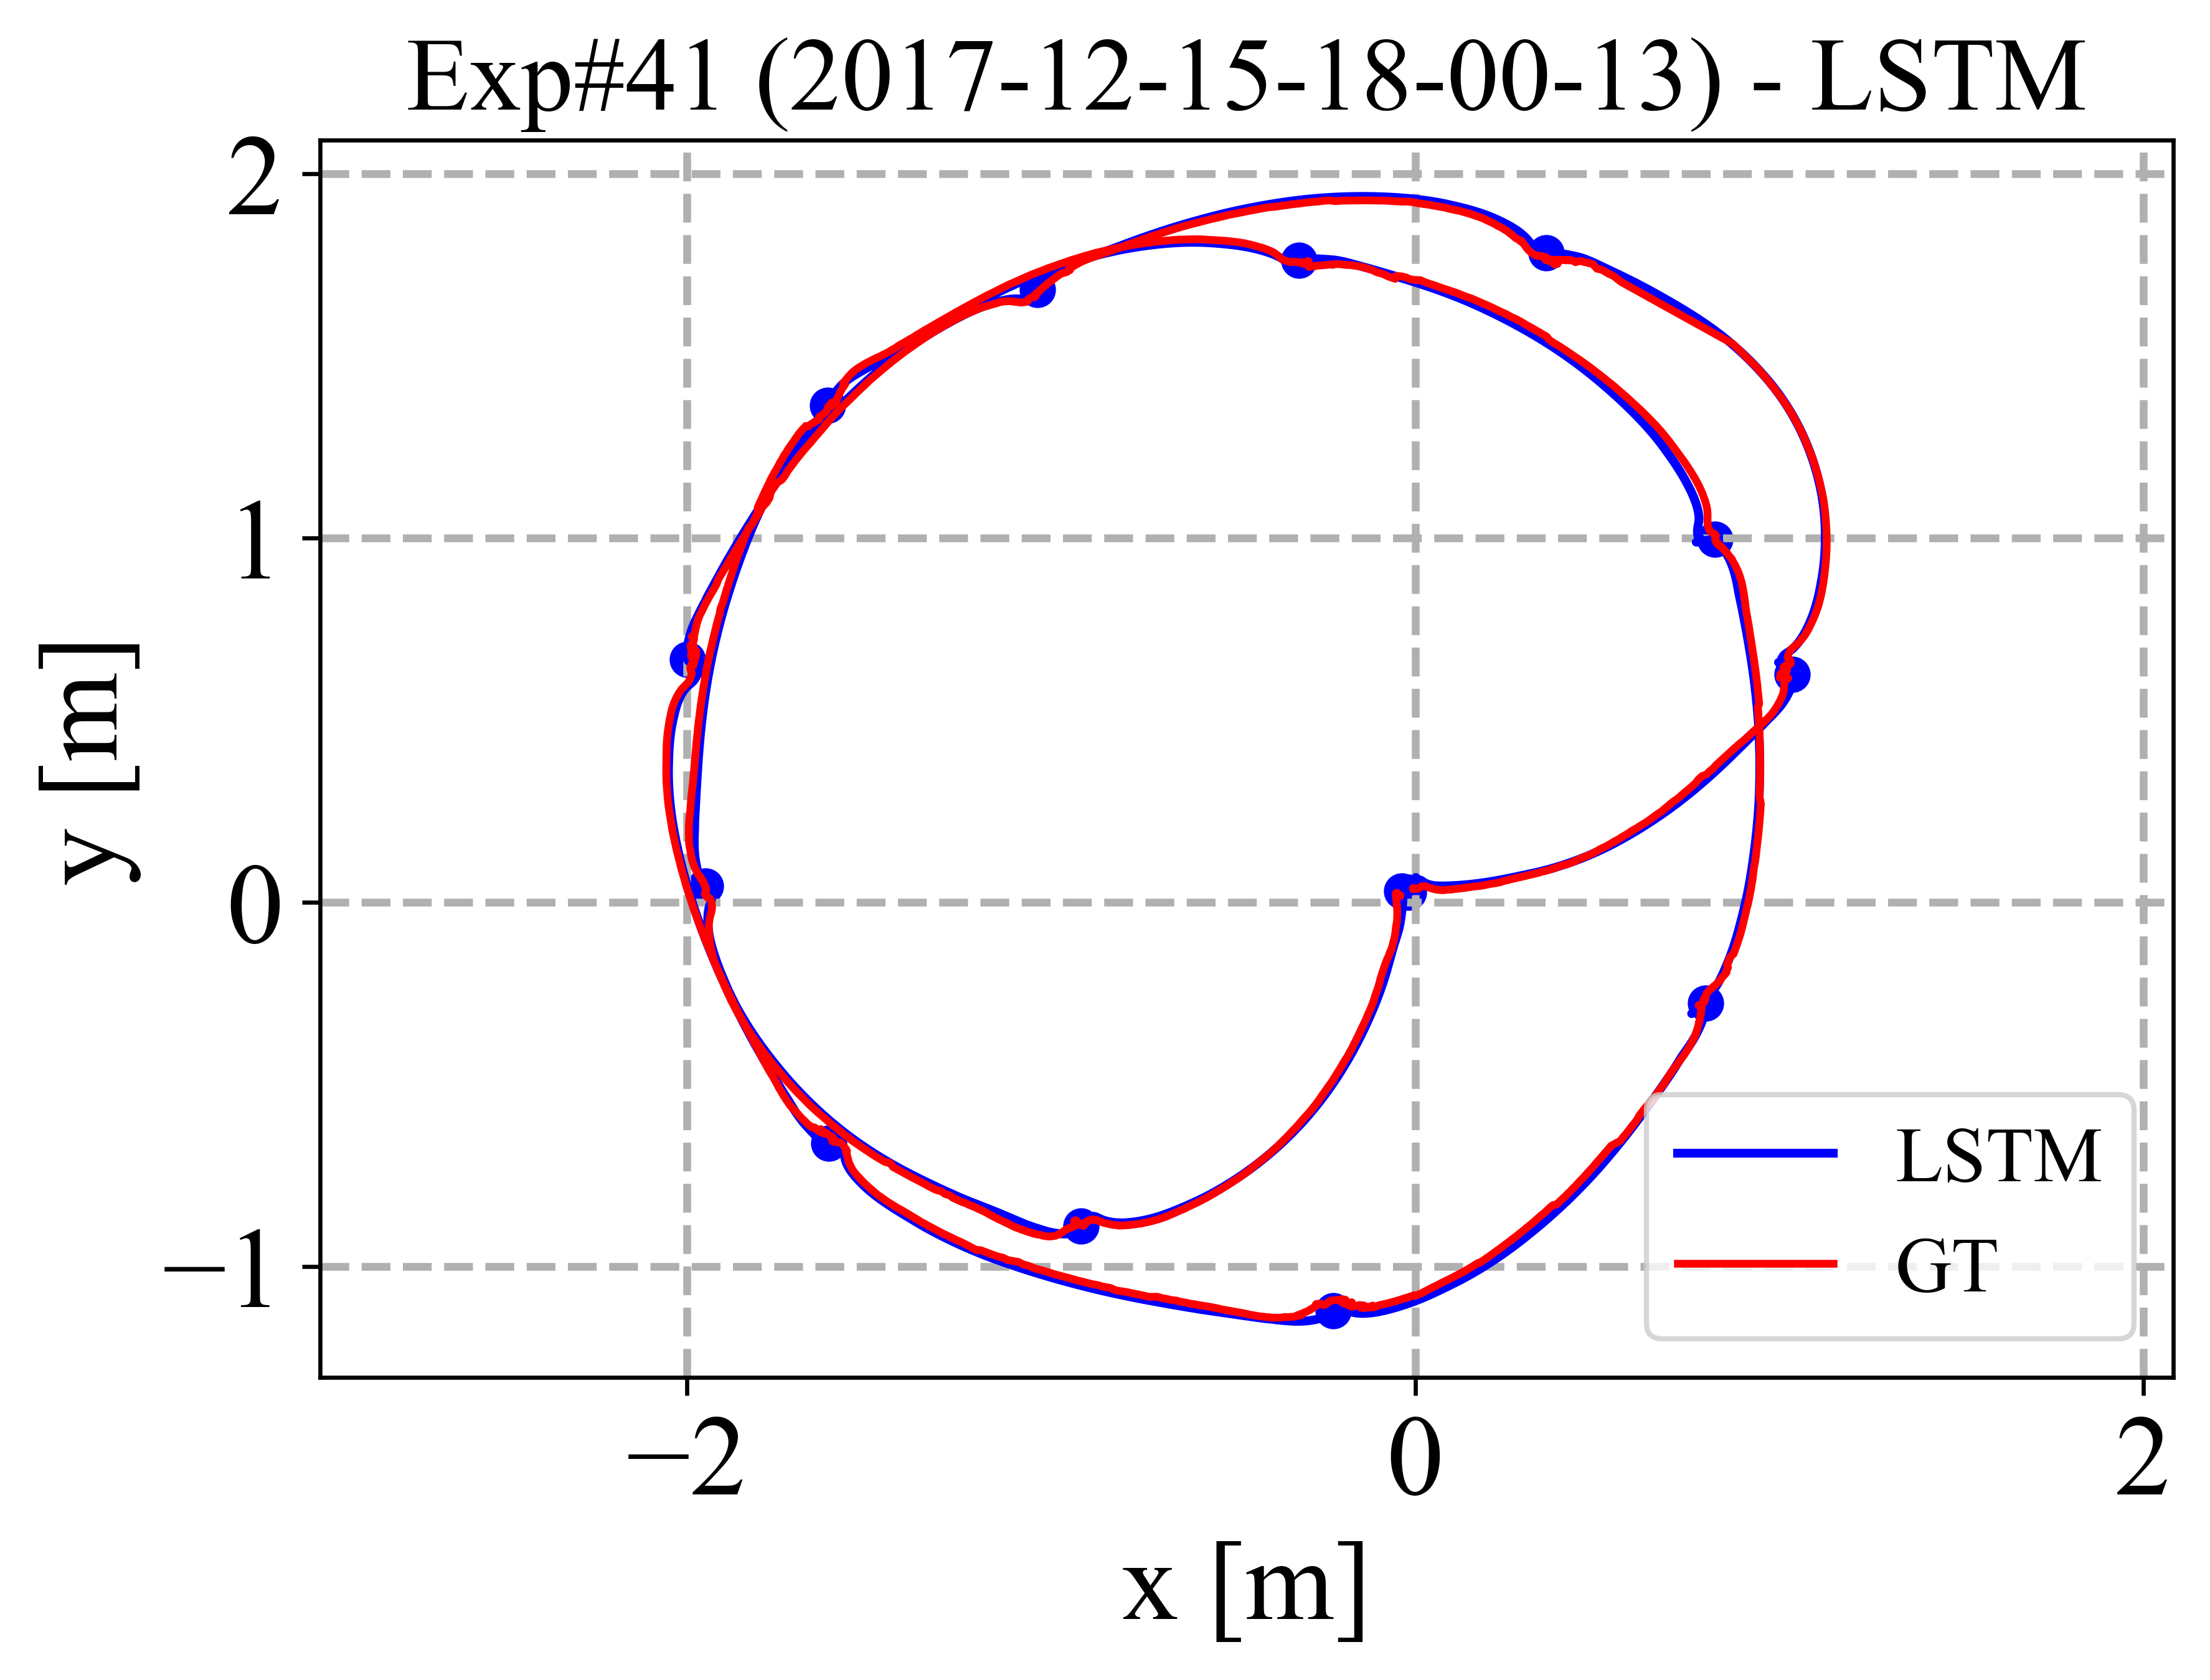 Exp#41 (2017-12-15-18-00-13) - LSTM
2
1
0
−1
y [m]
−2
0
2
x [m]
LSTM
GT